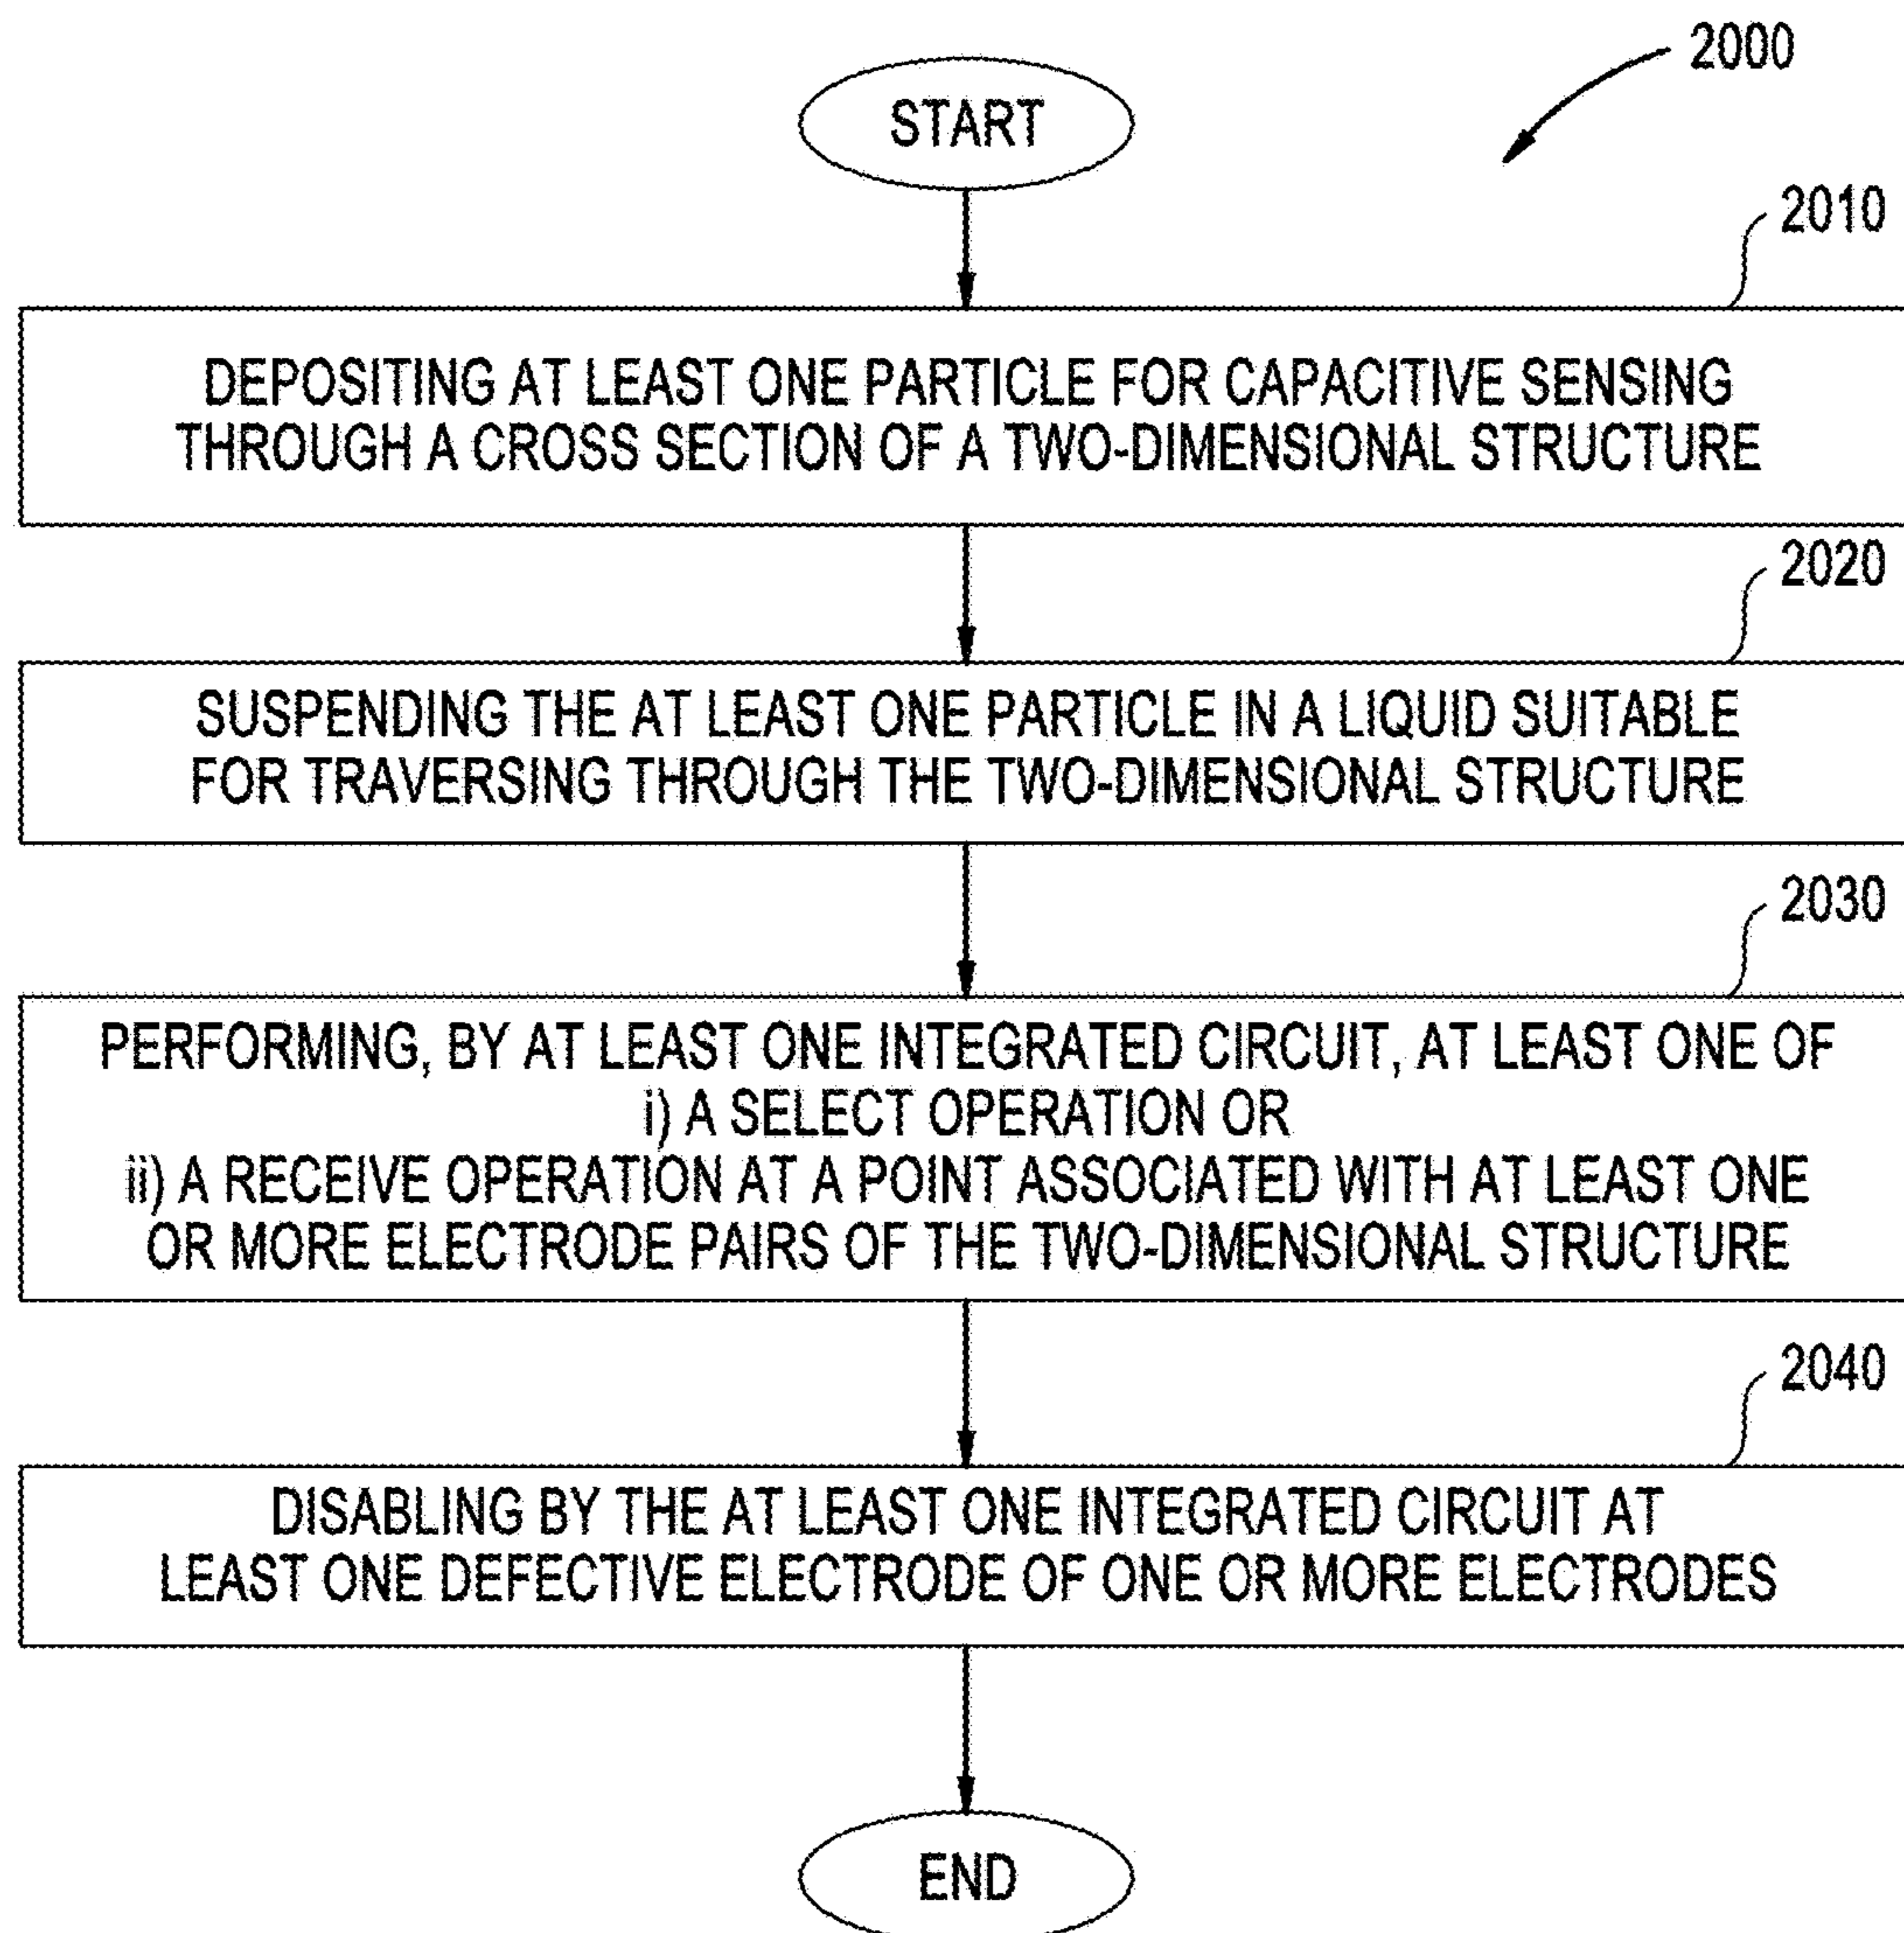 2000
START
2010
DEPOSITING AT LEAST ONE PARTICLE FOR CAPACITIVE SENSING
THROUGH A CROSS SECTION OF A TWO-DIMENSIONAL STRUCTURE
2020
SUSPENDING THE AT LEAST ONE PARTICLE IN A LIQUID SUITABLE
FOR TRAVERSING THROUGH THE TWO-DIMENSIONAL STRUCTURE
2030
PERFORMING, BY AT LEAST ONE INTEGRATED CIRCUIT, AT LEAST ONE OF
i) A SELECT OPERATION OR
ii) A RECEIVE OPERATION AT A POINT ASSOCIATED WITH AT LEAST ONE
OR MORE ELECTRODE PAIRS OF THE TWO-DIMENSIONAL STRUCTURE
2040
DISABLING BY THE AT LEAST ONE INTEGRATED CIRCUIT AT
LEAST ONE DEFECTIVE ELECTRODE OF ONE OR MORE ELECTRODES
END